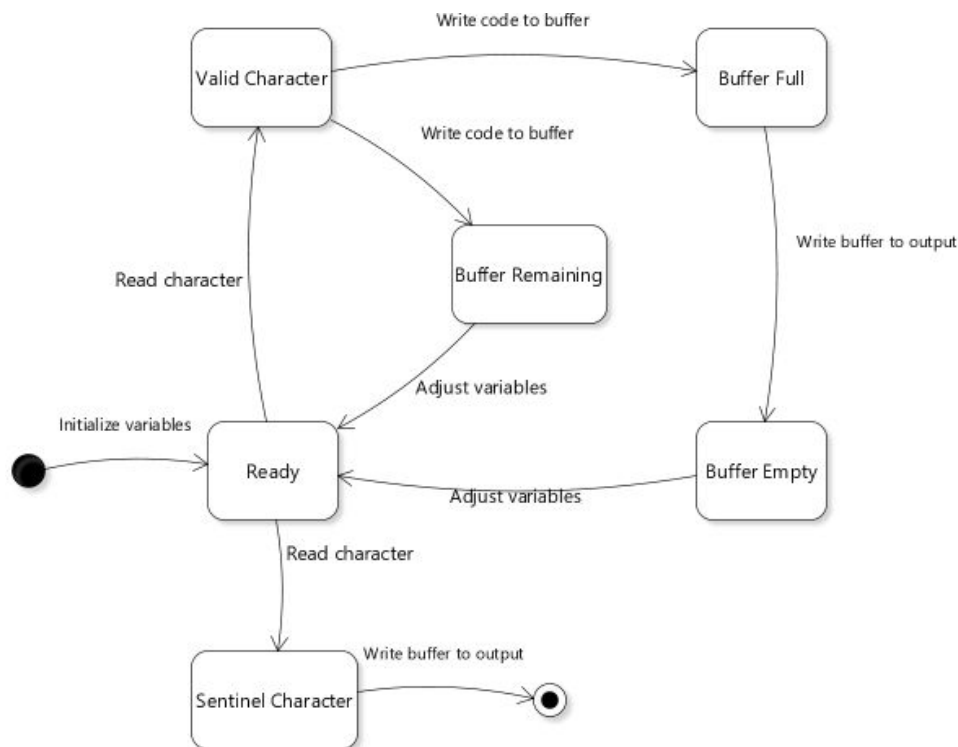 Write code to buffer
Valid Character
Buffer Full
Write code to buffer
Write buffer to output
Buffer Remaining
Read character
Adjust variables
Initialize variables
Ready
Buffer Empty
Adjust variables
Read character
Write buffer to output
Sentinel Character